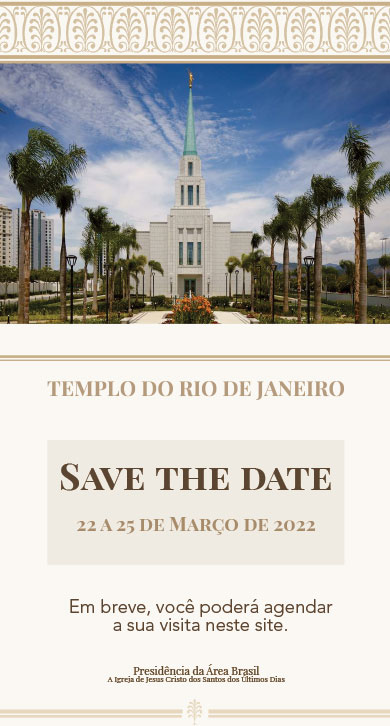 TEMPLO DO RIO DE JANEIRO
SAVE THE DATE
22 A 25 DE MARÇO DE 2022
Em breve, você poderá agendar
a sua visita neste site.
Presidência da Área Brasil
A Igreja de Jesus Cristo dos Santos dos Últimos Dias